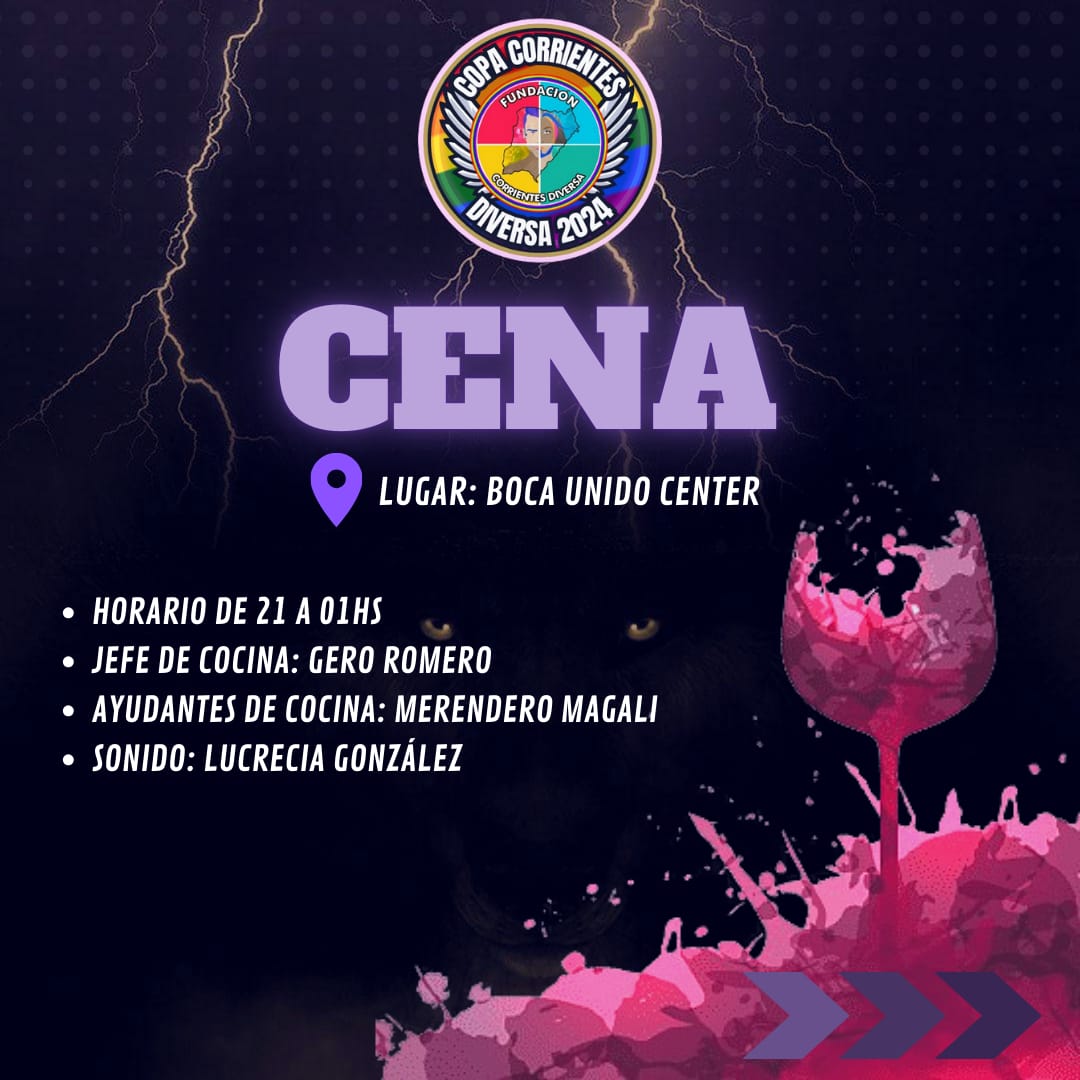 COPA CORRIENTES
FUNDACION
CORRIENTES DIVERSA
DIVERSA 2024
CENA
LUGAR: BOCA UNIDO CENTER
• HORARIO DE 21 A 01HS
• JEFE DE COCINA: GERO ROMERO
• AYUDANTES DE COCINA: MERENDERO MAGALI
• SONIDO: LUCRECIA GONZÁLEZ